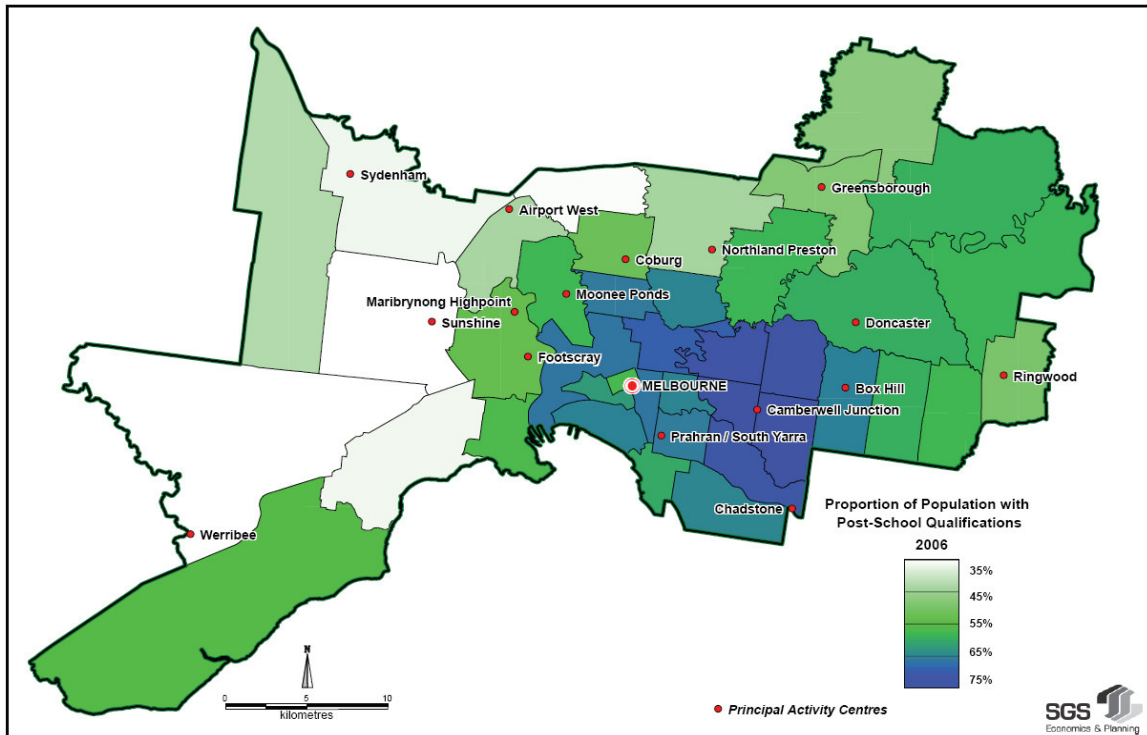 Sydenham
Airport West
Greensborough
Northland Preston
Coburg
Moonee Ponds
Maribrynong Highpoint
Sunshine
Doncaster
Footscray
Ringwood
MELBOURNE
Box Hill
Camberwell Junction
Prahran / South Yarra
Chadstone
Werribee
Proportion of Population with
Post-School Qualifications
2006
35%
45%
55%
65%
75%
N
0 5 10
kilometres
Principal Activity Centres
SGS
Economics & Planning